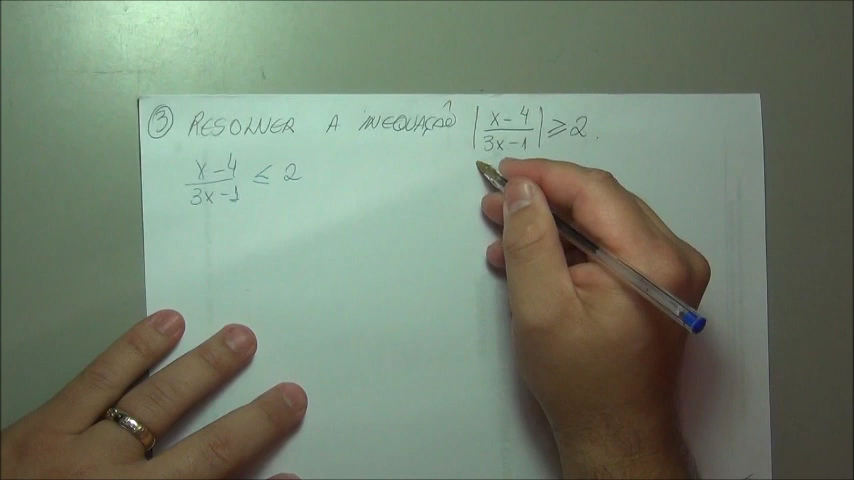 ③ RESOLVER A INEQUAÇÃO |x-4/3x-1| ≥ 2.
x-4/3x-1 ≤ 2